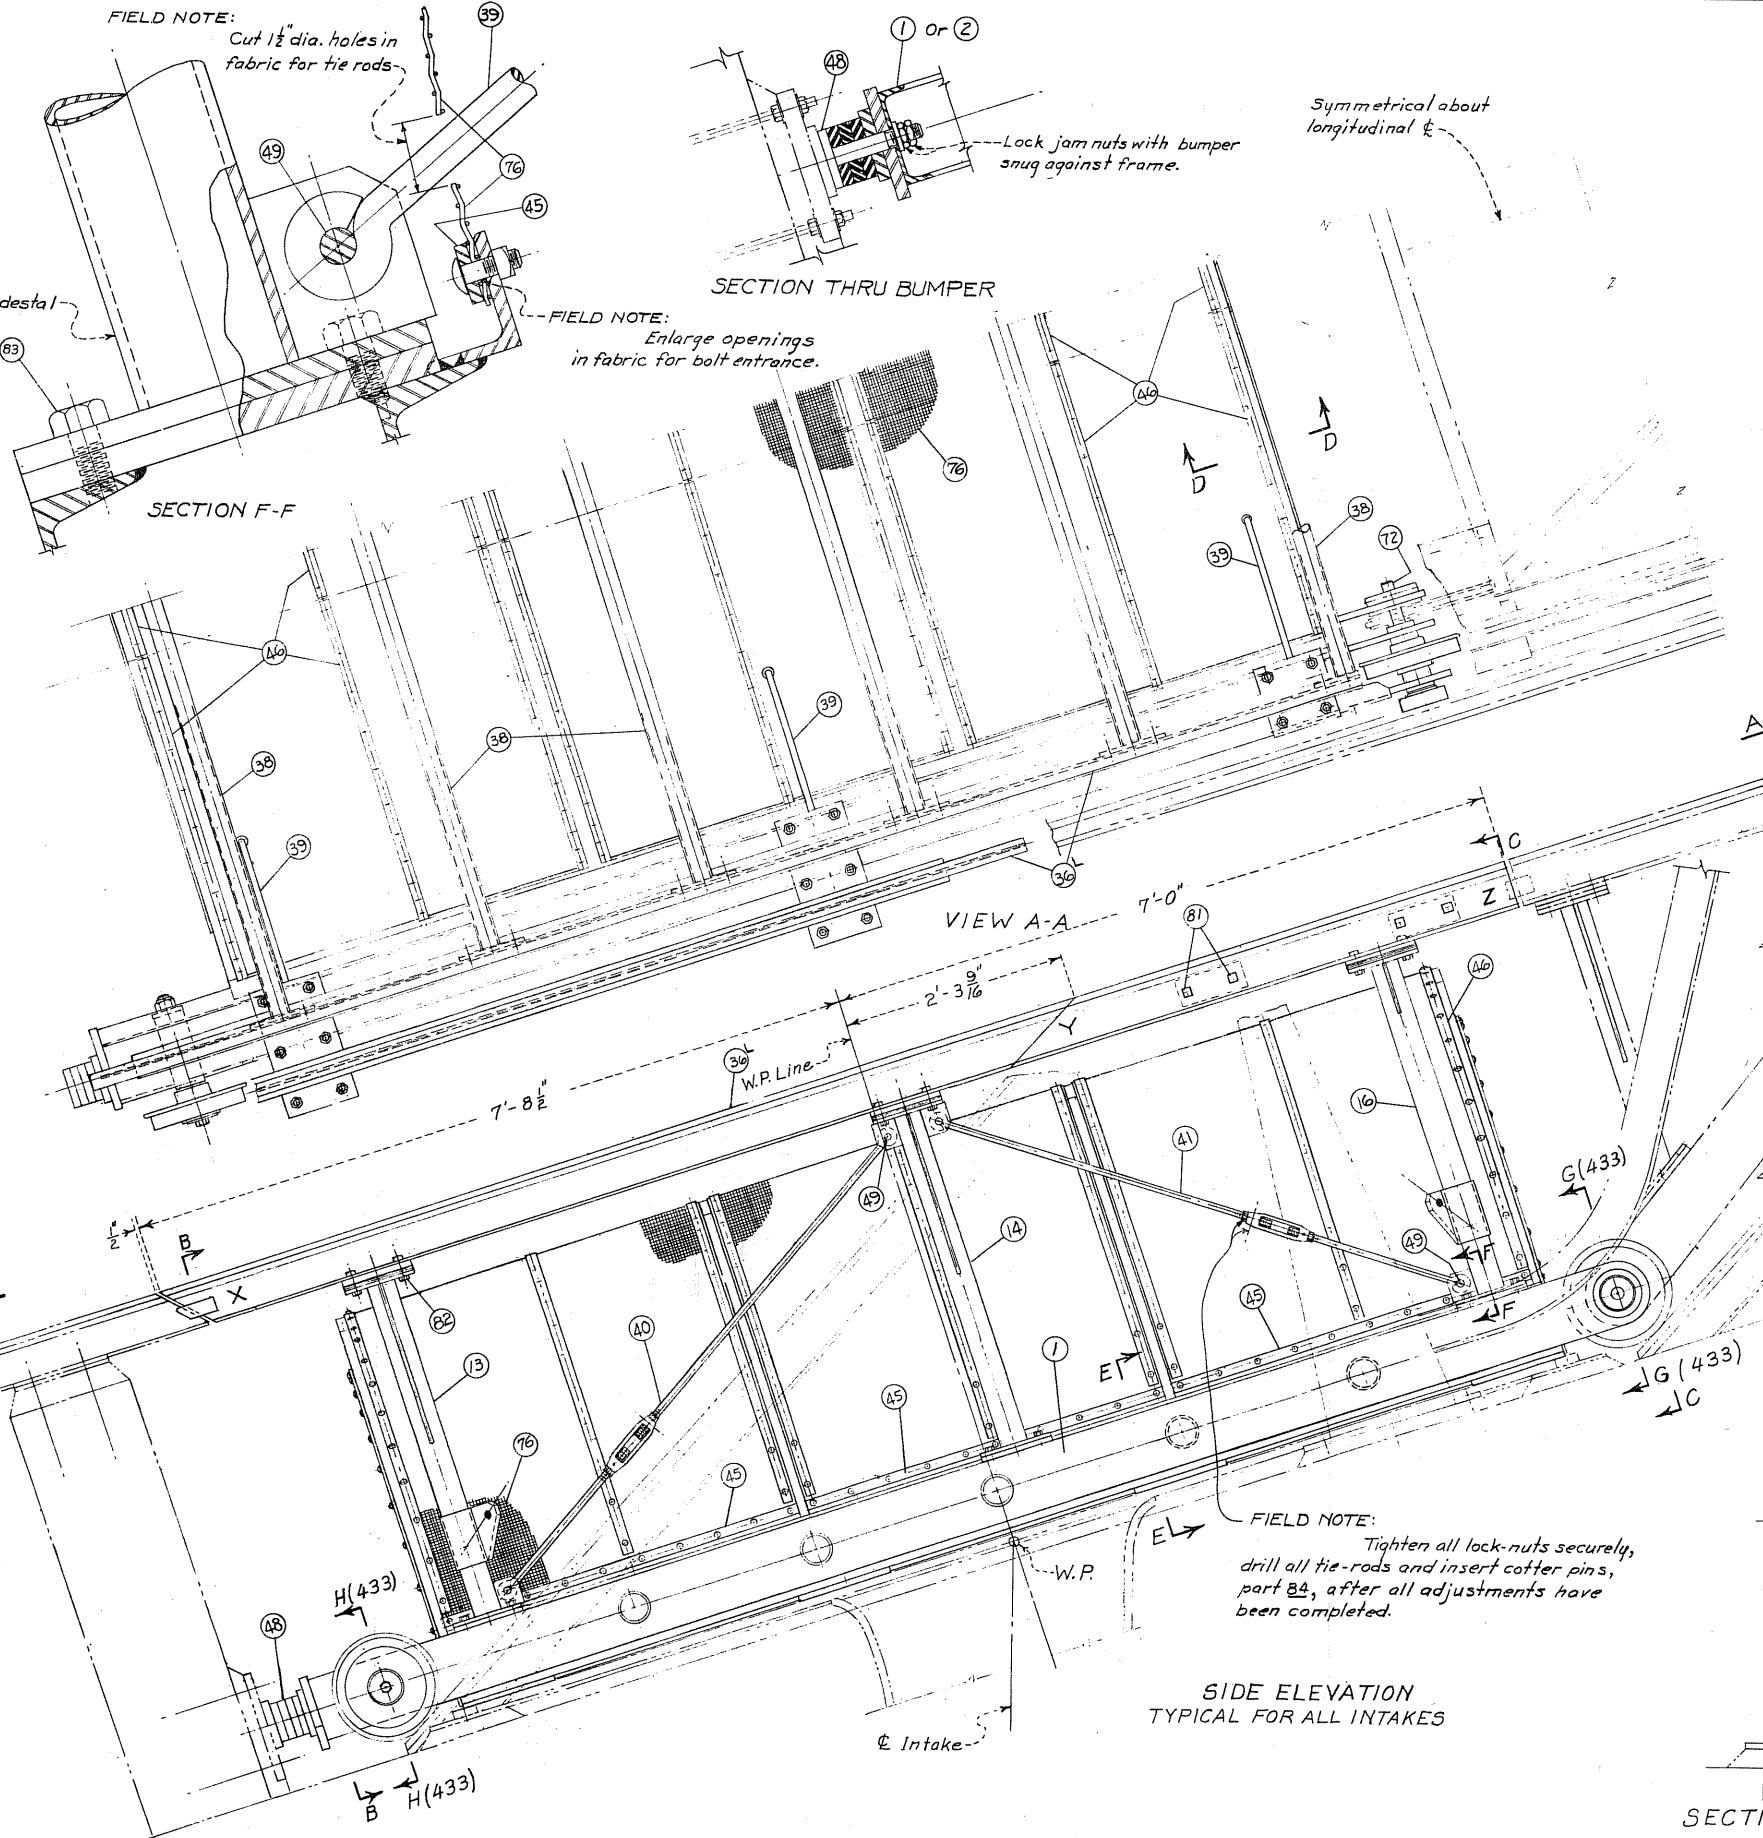 FIELD NOTE:
Cut 1½" dia. holes in
fabric for tie rods
39
49
76
45
destal
83
FIELD NOTE:
Enlarge openings
in fabric for bolt entrance.
SECTION F-F
1 or 2
48
Lock jam nuts with bumper
snug against frame.
SECTION THRU BUMPER
Symmetrical about
longitudinal ℄
46
76
D
D
38
39
72
46
38
39
38
39
36L
A
VIEW A-A
7'-0"
C
Z
81
46
2'-3 9/16"
Y
W.P. Line
36L
7'-8½"
½"
B
X
82
13
40
49
14
41
16
49
F
F
G(433)
45
1
E
45
45
76
G(433)
C
H(433)
48
W.P.
E
FIELD NOTE:
Tighten all lock-nuts securely,
drill all tie-rods and insert cotter pins,
part 84, after all adjustments have
been completed.
SIDE ELEVATION
TYPICAL FOR ALL INTAKES
℄ Intake
B
H(433)